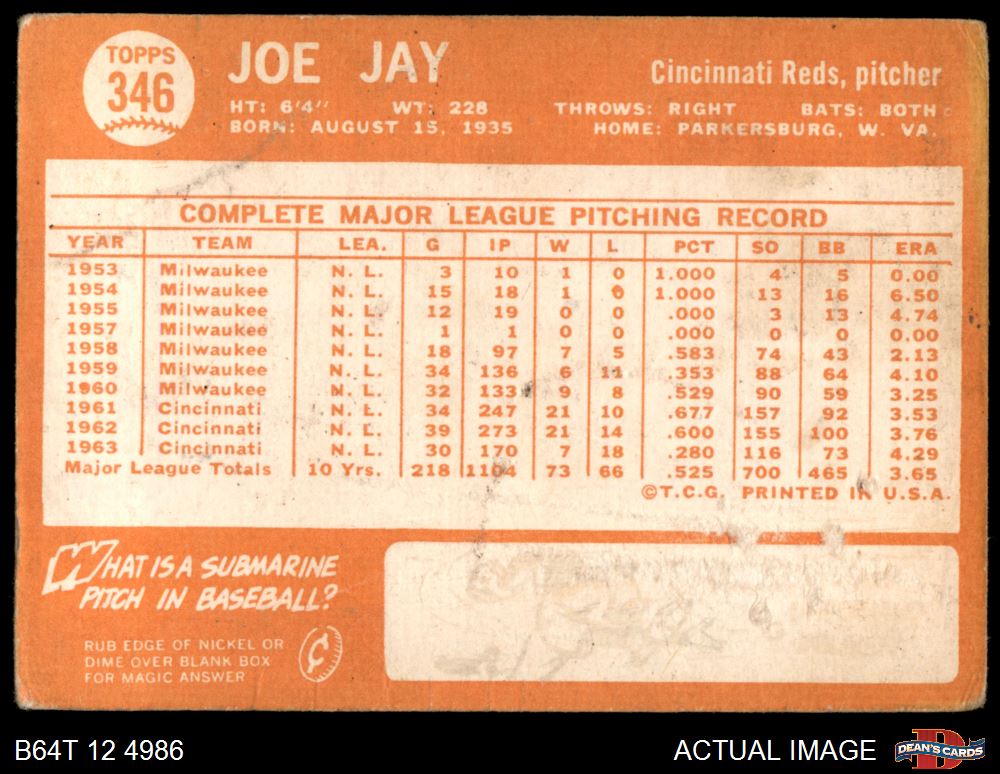 TOPPS
346
JOE JAY
Cincinnati Reds, pitcher
HT: 6'4" WT: 228 THROWS: RIGHT BATS: BOTH
BORN: AUGUST 15, 1935 HOME: PARKERSBURG, W. VA.
COMPLETE MAJOR LEAGUE PITCHING RECORD
YEAR TEAM LEA. G IP W L PCT SO BB ERA
1953 Milwaukee N. L. 3 10 1 0 1.000 4 5 0.00
1954 Milwaukee N. L. 15 18 1 0 1.000 13 16 6.50
1955 Milwaukee N. L. 12 19 0 0 .000 3 13 4.74
1957 Milwaukee N. L. 1 1 0 0 .000 0 0 0.00
1958 Milwaukee N. L. 18 97 7 5 .583 74 43 2.13
1959 Milwaukee N. L. 34 136 6 11 .353 88 64 4.10
1960 Milwaukee N. L. 32 133 9 8 .529 90 59 3.25
1961 Cincinnati N. L. 34 247 21 10 .677 157 92 3.53
1962 Cincinnati N. L. 39 273 21 14 .600 155 100 3.76
1963 Cincinnati N. L. 30 170 7 18 .280 116 73 4.29
Major League Totals 10 Yrs. 218 1104 73 66 .525 700 465 3.65
©T.C.G. PRINTED IN U.S.A.
WHAT IS A SUBMARINE
PITCH IN BASEBALL?
RUB EDGE OF NICKEL OR
DIME OVER BLANK BOX
FOR MAGIC ANSWER
¢
B64T 12 4986
ACTUAL IMAGE
DEAN'S CARDS